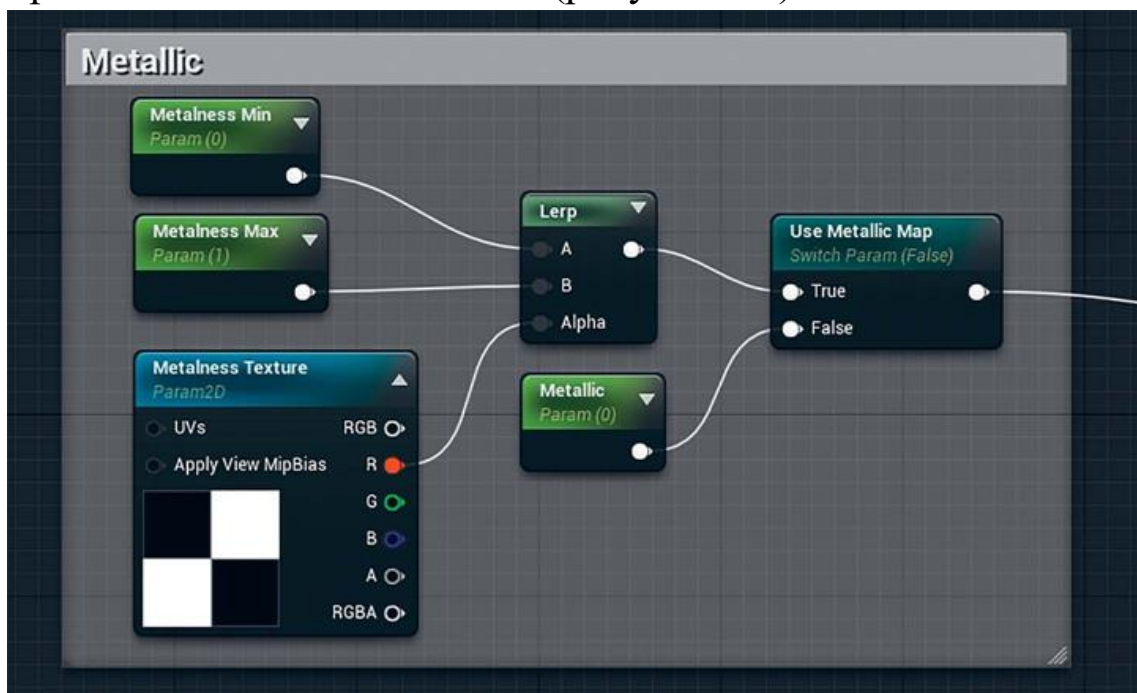 Metallic
Metalness Min
Param (0)
Metalness Max
Param (1)
Lerp
A
B
Alpha
Use Metallic Map
Switch Param (False)
True
False
Metalness Texture
Param2D
UVs RGB
Apply View MipBias R
G
B
A
RGBA
Metallic
Param (0)